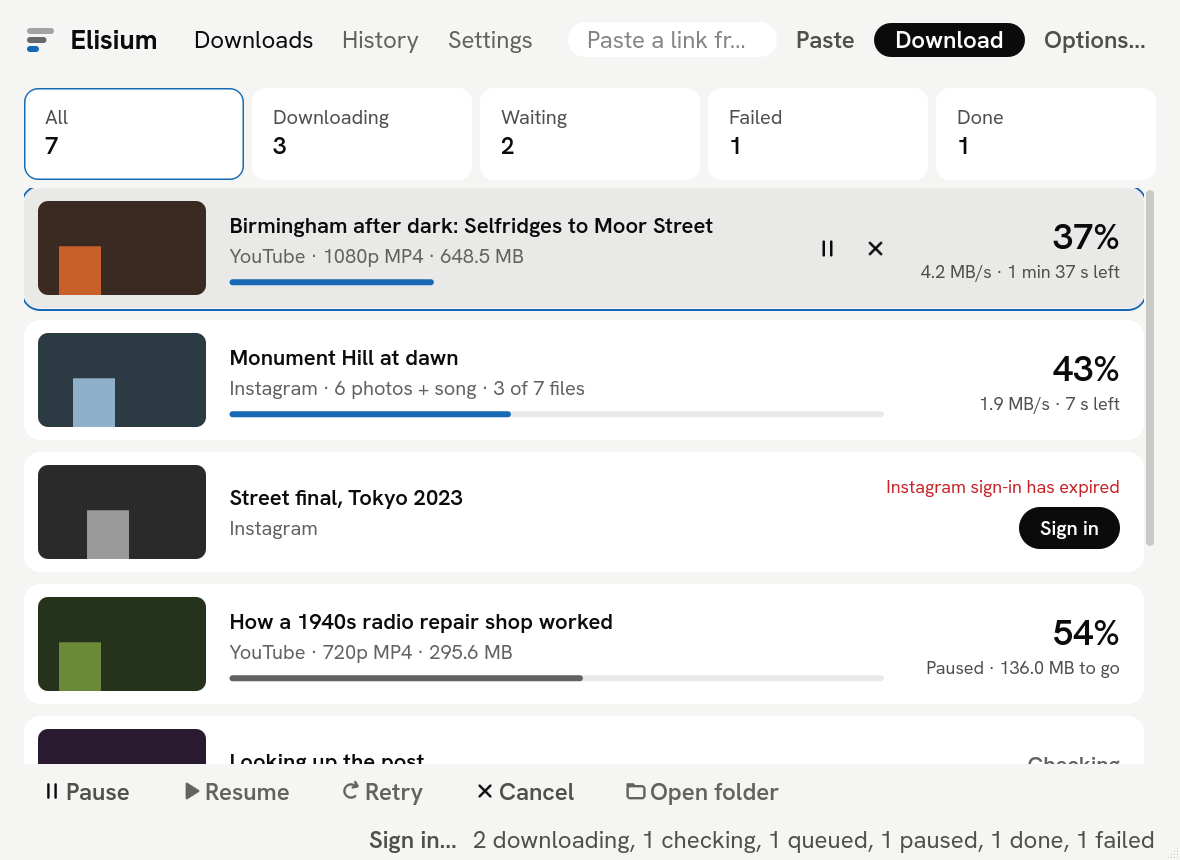 Elisium Downloads History Settings Paste a link fr... Paste Download Options...
All
7
Downloading
3
Waiting
2
Failed
1
Done
1
Birmingham after dark: Selfridges to Moor Street
YouTube · 1080p MP4 · 648.5 MB
37%
4.2 MB/s · 1 min 37 s left
Monument Hill at dawn
Instagram · 6 photos + song · 3 of 7 files
43%
1.9 MB/s · 7 s left
Street final, Tokyo 2023
Instagram
Instagram sign-in has expired
Sign in
How a 1940s radio repair shop worked
YouTube · 720p MP4 · 295.6 MB
54%
Paused · 136.0 MB to go
Looking up the post
Checking
Pause Resume Retry Cancel Open folder
Sign in... 2 downloading, 1 checking, 1 queued, 1 paused, 1 done, 1 failed